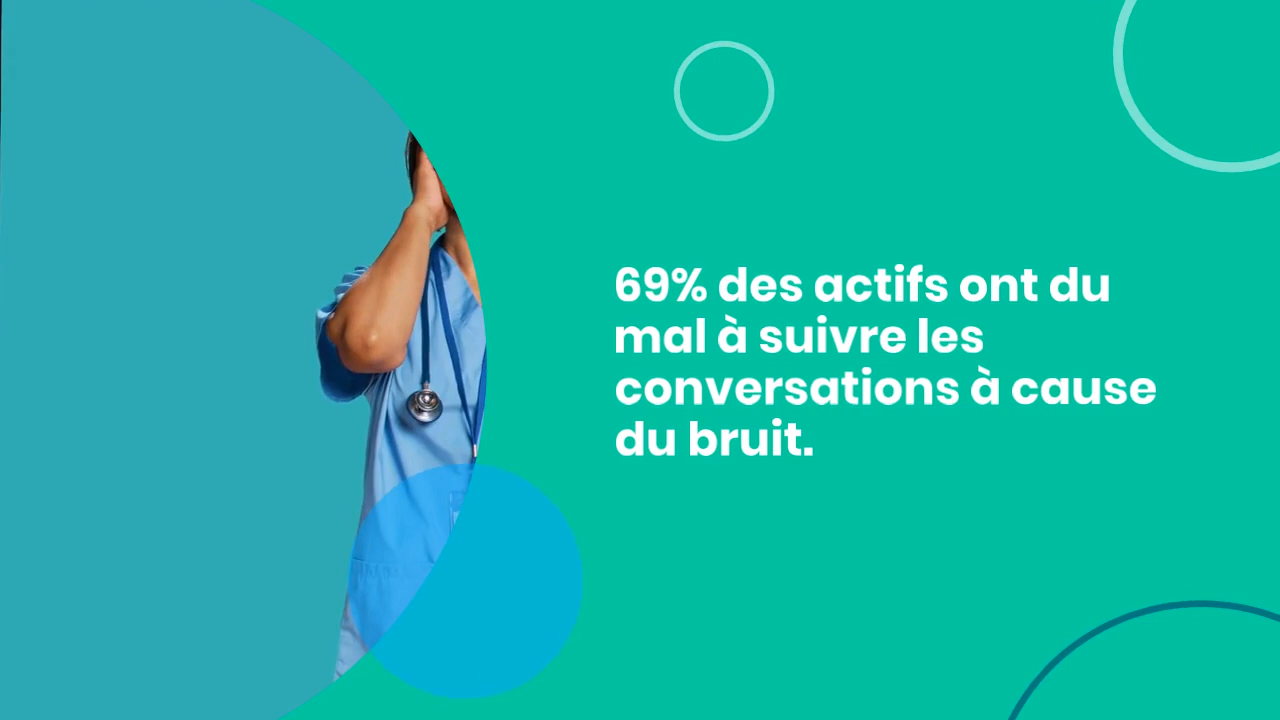 69% des actifs ont du
mal à suivre les
conversations à cause
du bruit.